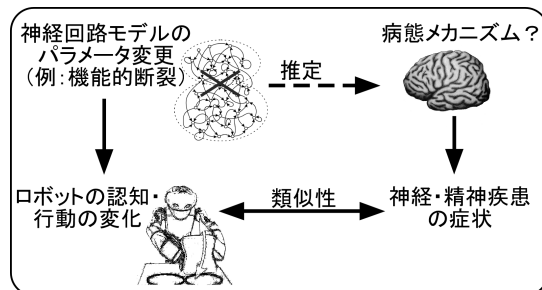 神経回路モデルの
パラメータ変更
(例:機能的断裂)
推定
病態メカニズム?
ロボットの認知・
行動の変化
類似性
神経・精神疾患
の症状